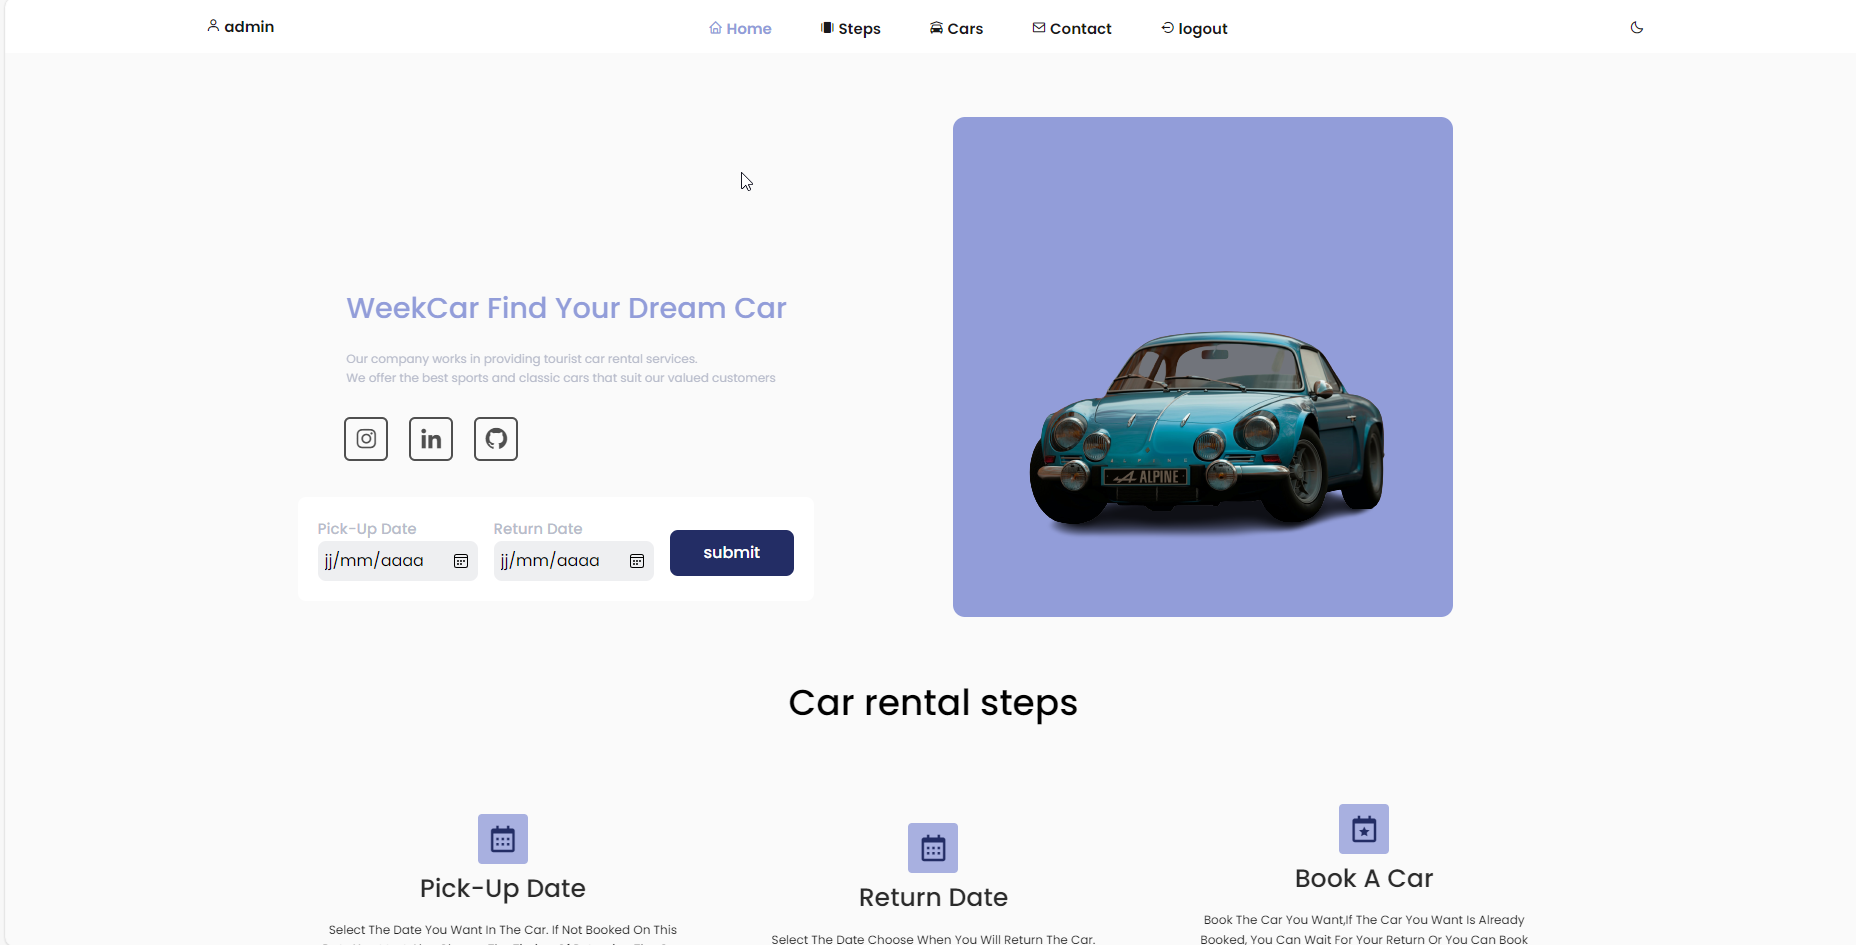 admin
Home
Steps
Cars
Contact
logout
WeekCar Find Your Dream Car
Our company works in providing tourist car rental services.
We offer the best sports and classic cars that suit our valued customers
Pick-Up Date
Return Date
jj/mm/aaaa
jj/mm/aaaa
submit
ALPINE
Car rental steps
Pick-Up Date
Select The Date You Want In The Car. If Not Booked On This
Return Date
Select The Date Choose When You Will Return The Car.
Book A Car
Book The Car You Want,If The Car You Want Is Already
Booked, You Can Wait For Your Return Or You Can Book